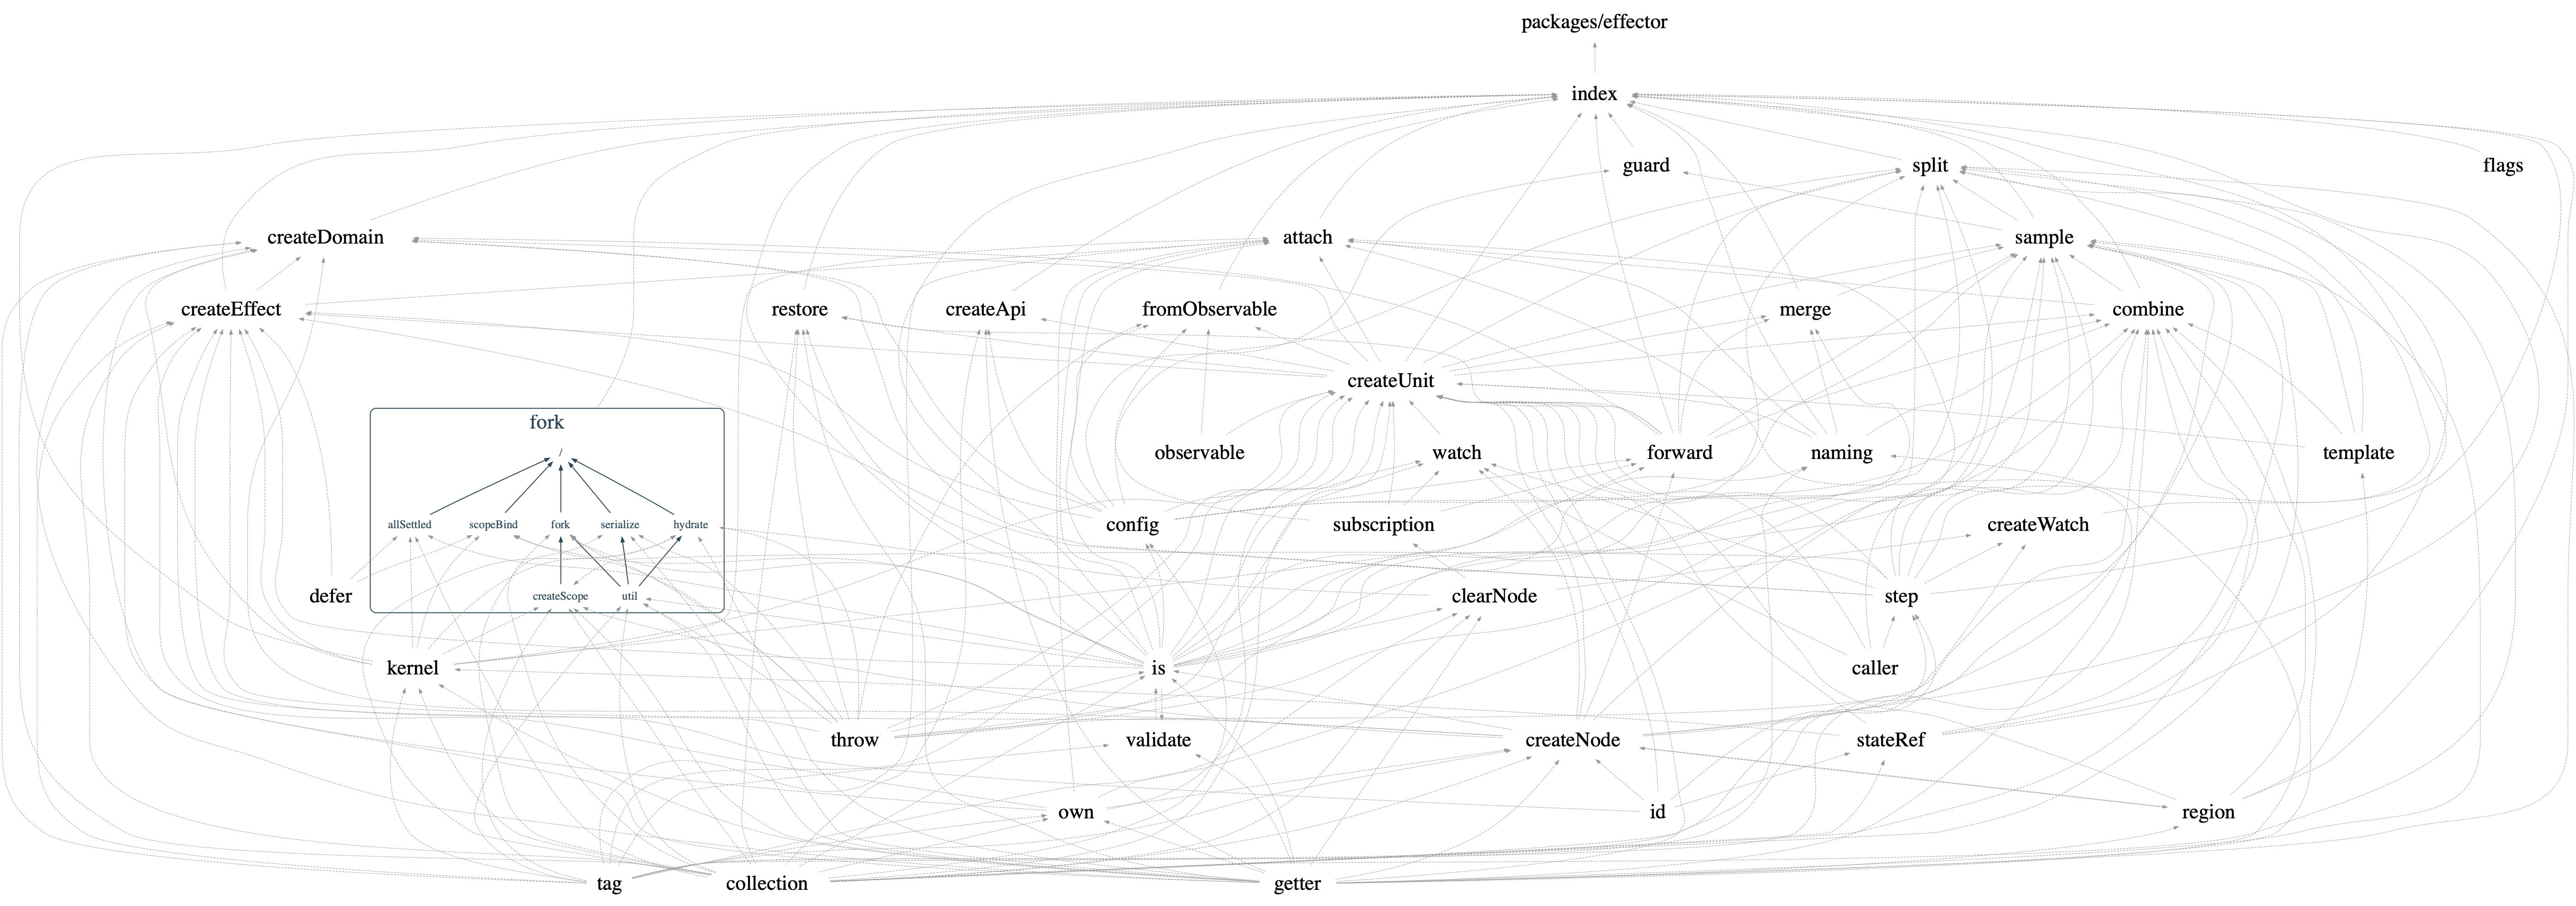 packages/effector
index
guard
split
flags
createDomain
attach
sample
createEffect
restore
createApi
fromObservable
merge
combine
createUnit
fork
/
observable
watch
forward
naming
template
allSettled
scopeBind
fork
serialize
hydrate
config
subscription
createWatch
defer
createScope
util
clearNode
step
kernel
is
caller
throw
validate
createNode
stateRef
own
id
region
tag
collection
getter